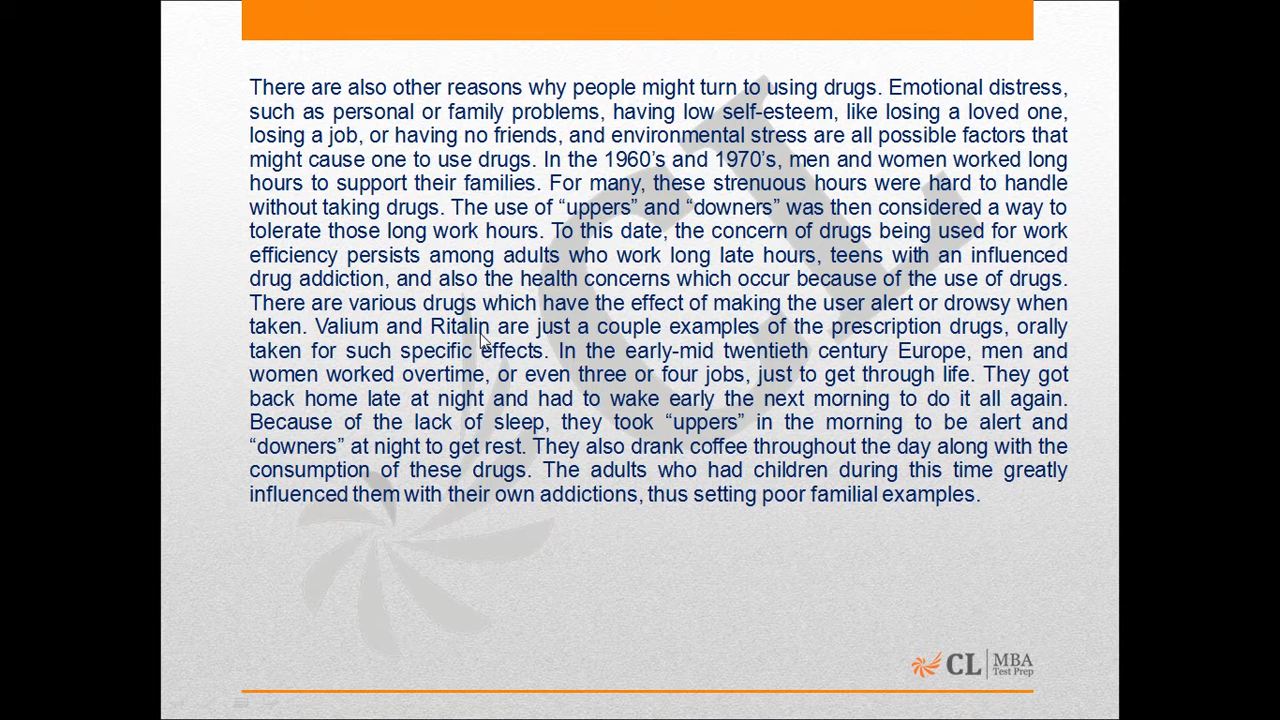 There are also other reasons why people might turn to using drugs. Emotional distress,
such as personal or family problems, having low self-esteem, like losing a loved one,
losing a job, or having no friends, and environmental stress are all possible factors that
might cause one to use drugs. In the 1960’s and 1970’s, men and women worked long
hours to support their families. For many, these strenuous hours were hard to handle
without taking drugs. The use of “uppers” and “downers” was then considered a way to
tolerate those long work hours. To this date, the concern of drugs being used for work
efficiency persists among adults who work long late hours, teens with an influenced
drug addiction, and also the health concerns which occur because of the use of drugs.
There are various drugs which have the effect of making the user alert or drowsy when
taken. Valium and Ritalin are just a couple examples of the prescription drugs, orally
taken for such specific effects. In the early-mid twentieth century Europe, men and
women worked overtime, or even three or four jobs, just to get through life. They got
back home late at night and had to wake early the next morning to do it all again.
Because of the lack of sleep, they took “uppers” in the morning to be alert and
“downers” at night to get rest. They also drank coffee throughout the day along with the
consumption of these drugs. The adults who had children during this time greatly
influenced them with their own addictions, thus setting poor familial examples.
CL
CL MBA
Test Prep